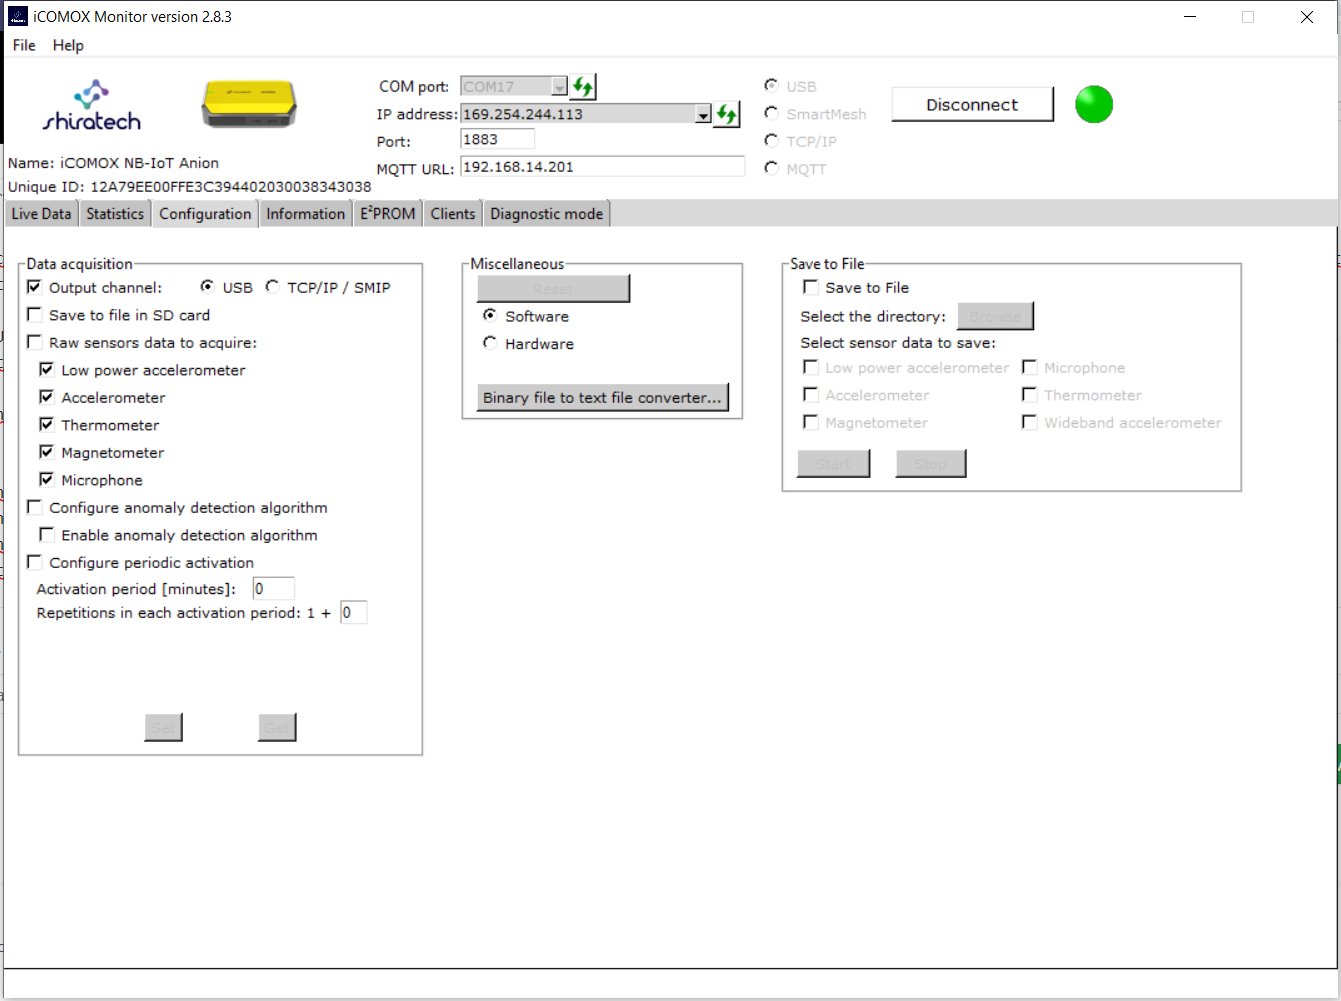 iCOMOX Monitor version 2.8.3
File Help
shiratech
COM port: COM17
IP address: 169.254.244.113
Port: 1883
MQTT URL: 192.168.14.201
USB
SmartMesh
TCP/IP
MQTT
Disconnect
Name: iCOMOX NB-IoT Anion
Unique ID: 12A79EE00FFE3C394402030038343038
Live Data Statistics Configuration Information E²PROM Clients Diagnostic mode
Data acquisition
Output channel: USB TCP/IP / SMIP
Save to file in SD card
Raw sensors data to acquire:
Low power accelerometer
Accelerometer
Thermometer
Magnetometer
Microphone
Configure anomaly detection algorithm
Enable anomaly detection algorithm
Configure periodic activation
Activation period [minutes]: 0
Repetitions in each activation period: 1 + 0
Set Get
Miscellaneous
Reset
Software
Hardware
Binary file to text file converter...
Save to File
Save to File
Select the directory: Browse
Select sensor data to save:
Low power accelerometer Microphone
Accelerometer Thermometer
Magnetometer Wideband accelerometer
Start Stop